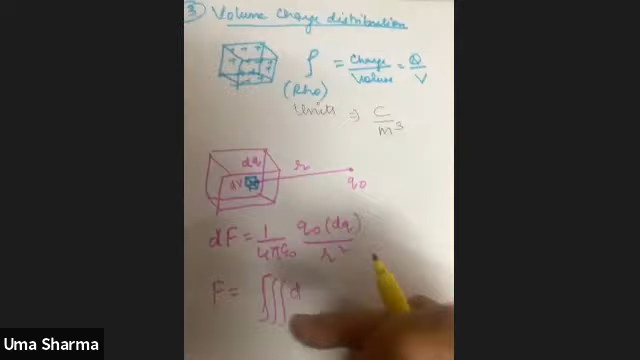 ③ Volume charge distribution
+ + + + + +
ρ = Charge/Volume = Q/V
(Rho)
Units ⇒ C/m³
dq
dV
r
q₀
dF = 1/4πε₀ q₀(dq)/r²
F = ∭ d
Uma Sharma